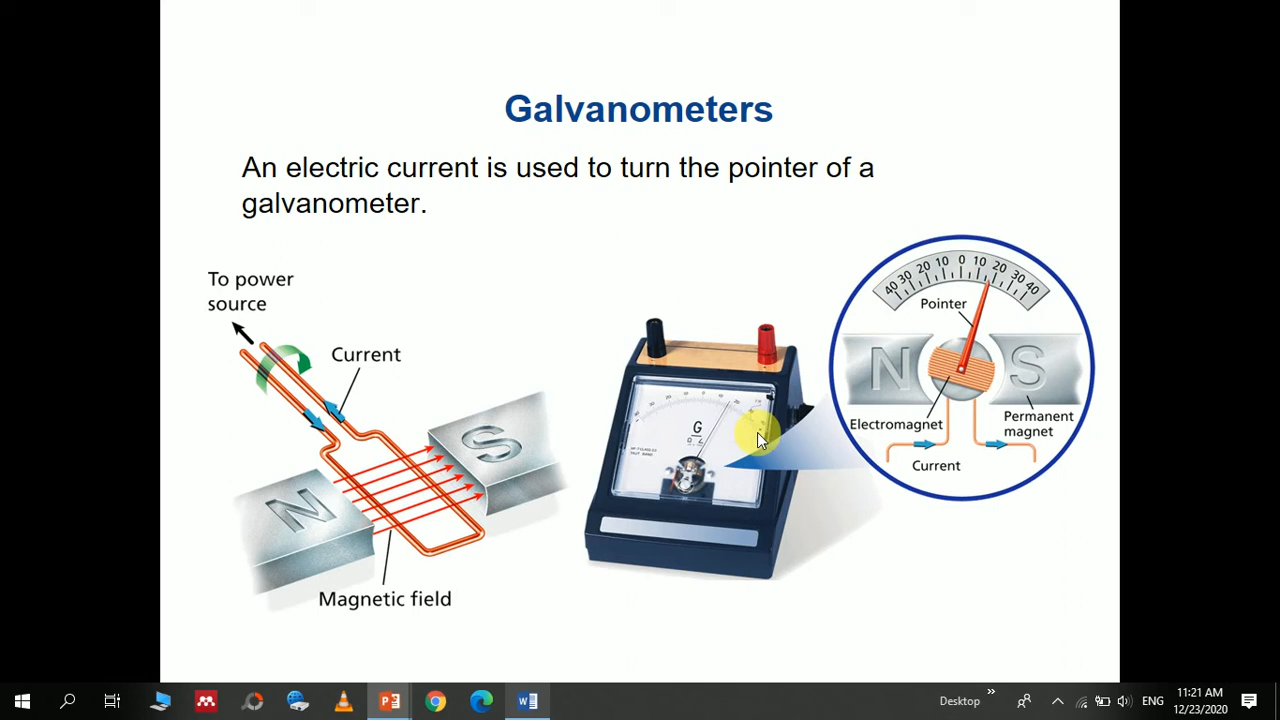 Galvanometers
An electric current is used to turn the pointer of a
galvanometer.
To power
source
Current
N
S
Magnetic field
G
40 30 20 10 0 10 20 30 40
Pointer
N
S
Electromagnet
Permanent
magnet
Current
Desktop
ENG
11:21 AM
12/23/2020